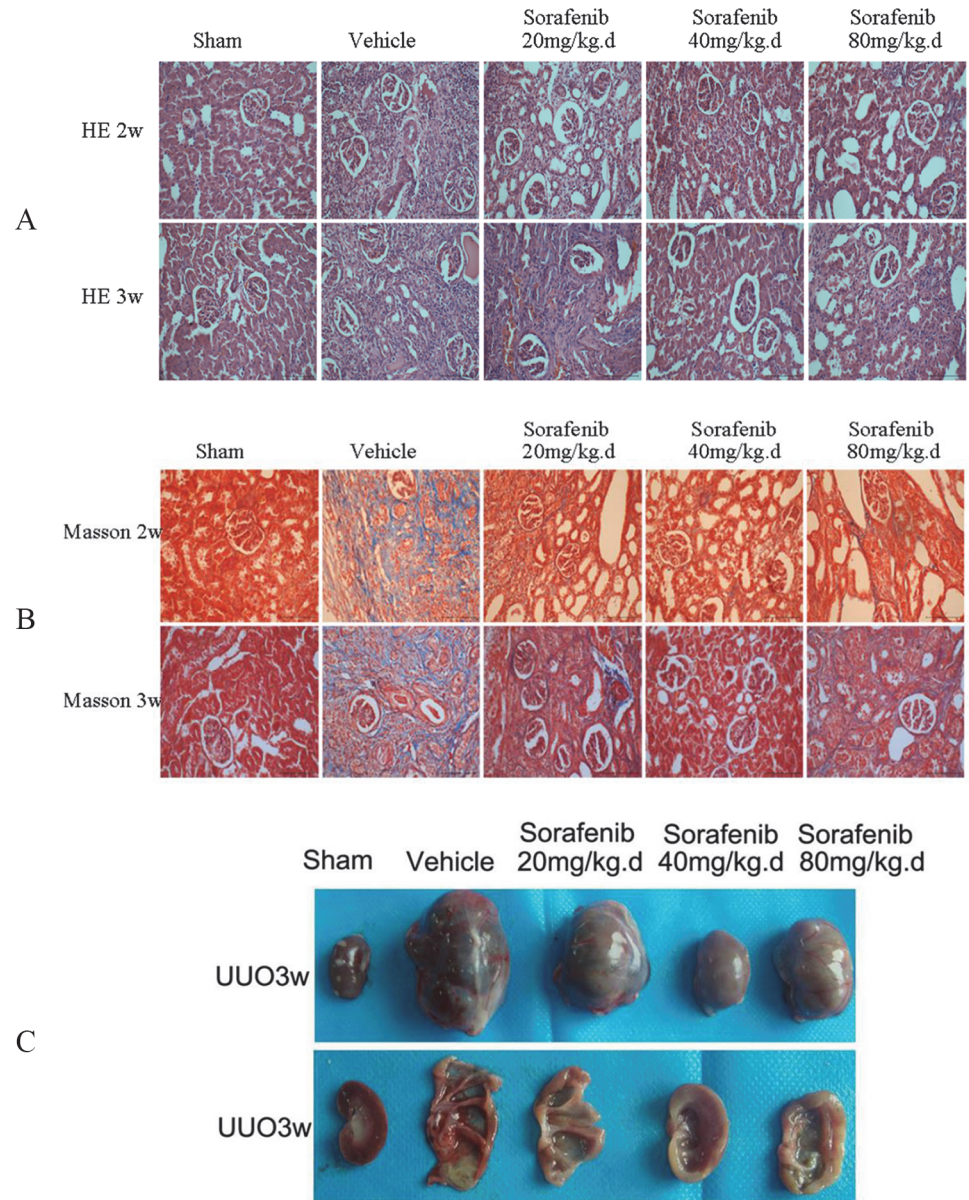 A
Sham
Vehicle
Sorafenib
20mg/kg.d
Sorafenib
40mg/kg.d
Sorafenib
80mg/kg.d
HE 2w
HE 3w
B
Sham
Vehicle
Sorafenib
20mg/kg.d
Sorafenib
40mg/kg.d
Sorafenib
80mg/kg.d
Masson 2w
Masson 3w
C
Sham
Vehicle
Sorafenib
20mg/kg.d
Sorafenib
40mg/kg.d
Sorafenib
80mg/kg.d
UUO3w
UUO3w